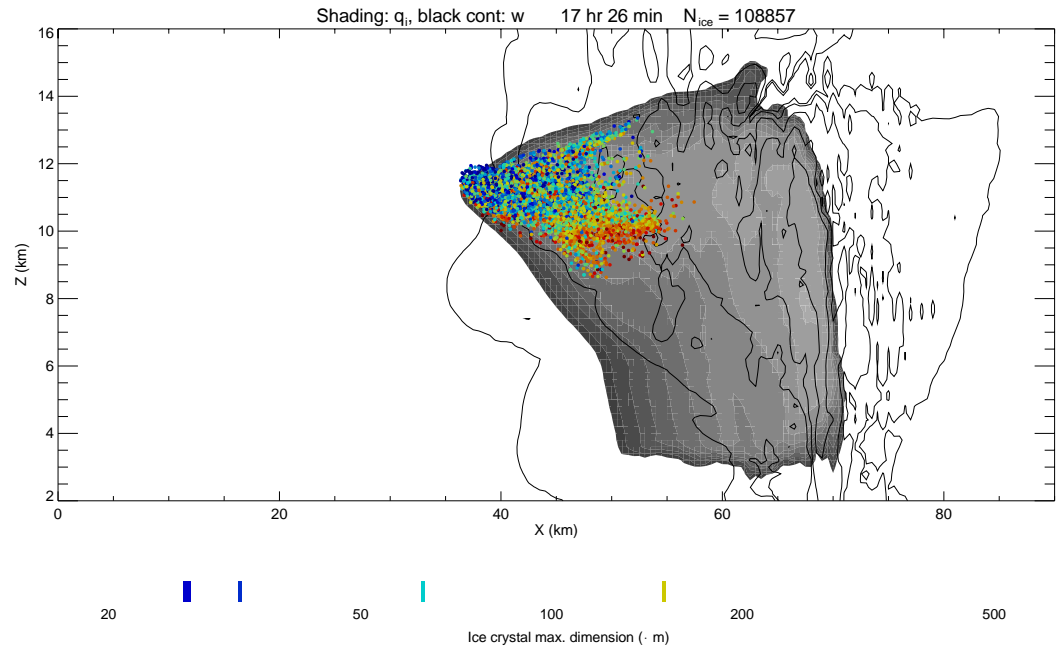 Shading: qi, black cont: w 17 hr 26 min Nice = 108857
16
14
12
10
8
6
4
2
Z (km)
0 20 40 60 80
X (km)
20 50 100 200 500
Ice crystal max. dimension (· m)